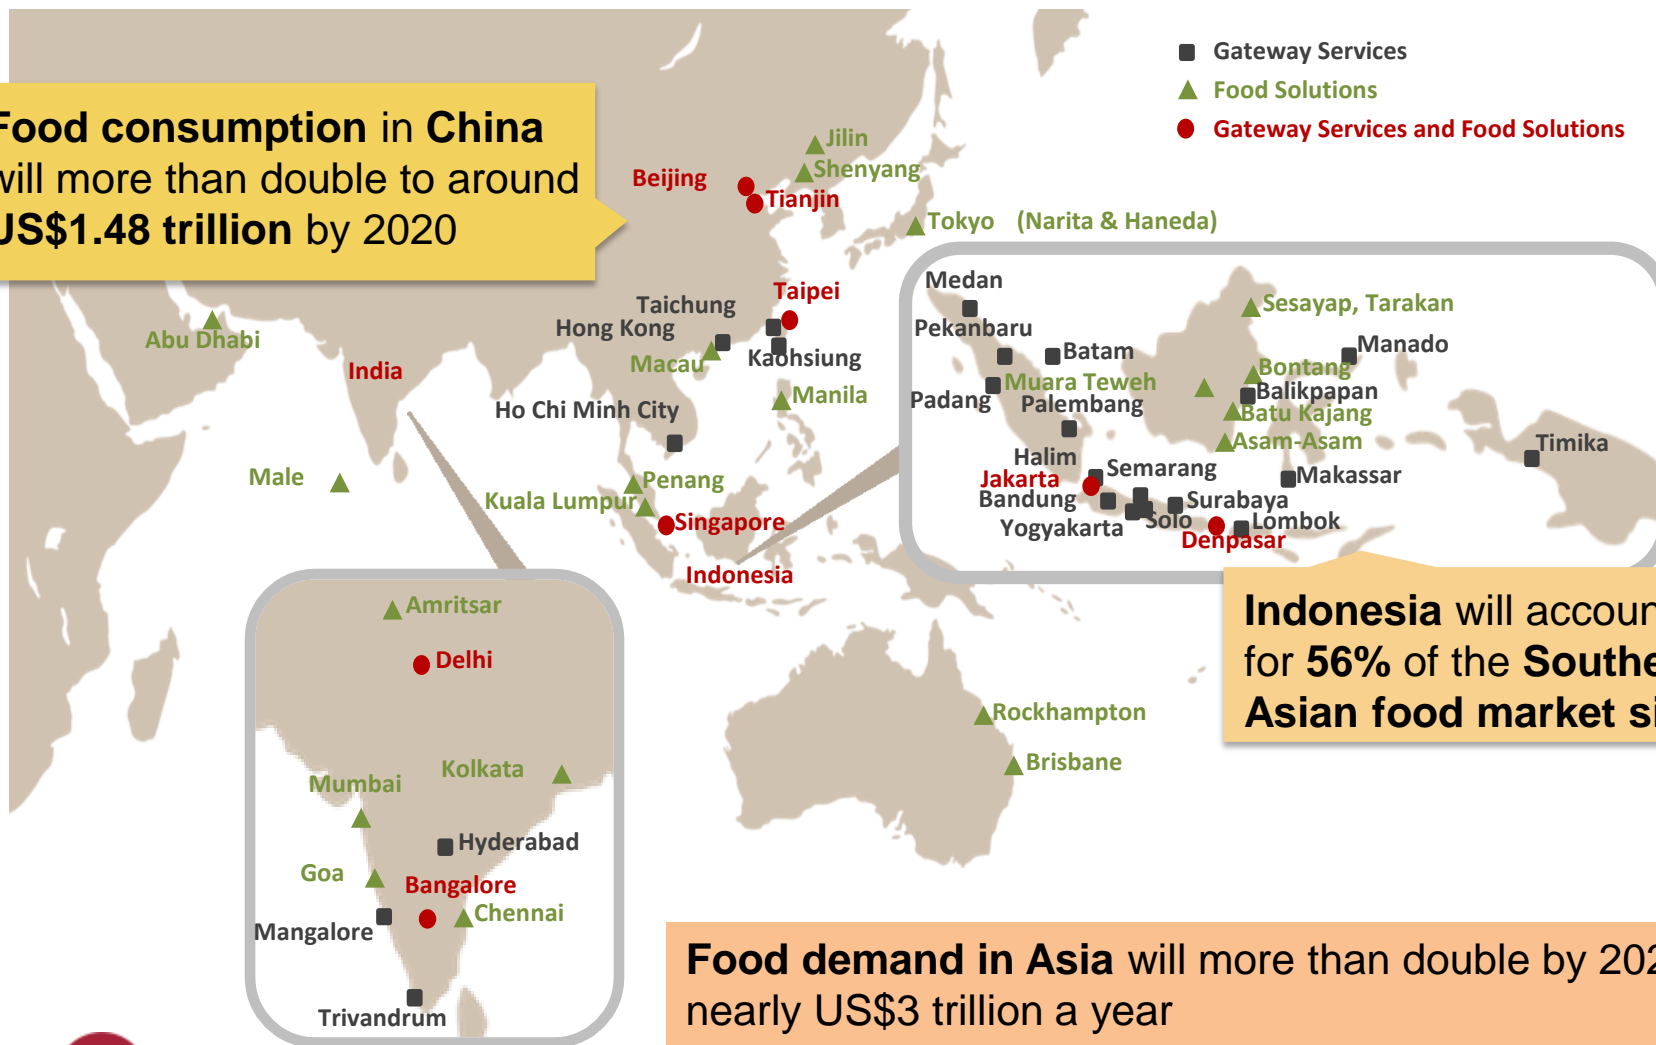 Gateway Services
Food Solutions
Gateway Services and Food Solutions
Food consumption in China
will more than double to around
US$1.48 trillion by 2020
Jilin
Shenyang
Beijing
Tianjin
Tokyo (Narita & Haneda)
Taipei
Taichung
Hong Kong
Macau
Kaohsiung
Abu Dhabi
India
Manila
Ho Chi Minh City
Male
Penang
Kuala Lumpur
Singapore
Indonesia
Medan
Pekanbaru
Batam
Sesayap, Tarakan
Manado
Bontang
Muara Teweh
Balikpapan
Padang
Palembang
Batu Kajang
Asam-Asam
Timika
Halim
Semarang
Jakarta
Makassar
Bandung
Surabaya
Yogyakarta
Solo
Lombok
Denpasar
Indonesia will
for 56% of the
Asian food market
Amritsar
Delhi
Rockhampton
Brisbane
Kolkata
Mumbai
Hyderabad
Goa
Bangalore
Chennai
Mangalore
Trivandrum
Food demand in Asia will more than double by
nearly US$3 trillion a year